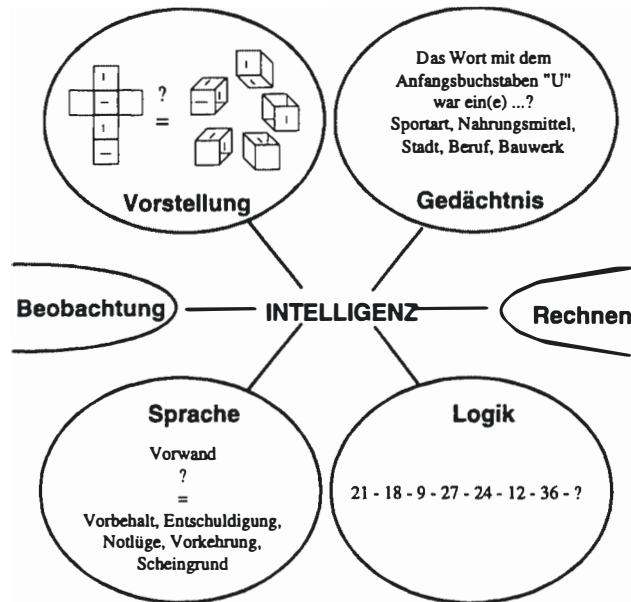 ?
=
Vorstellung
Das Wort mit dem
Anfangsbuchstaben "U"
war ein(e) ...?
Sportart, Nahrungsmittel,
Stadt, Beruf, Bauwerk
Gedächtnis
Beobachtung
INTELLIGENZ
Rechnen
Sprache
Vorwand
?
=
Vorbehalt, Entschuldigung,
Notlüge, Vorkehrung,
Scheingrund
Logik
21 - 18 - 9 - 27 - 24 - 12 - 36 - ?